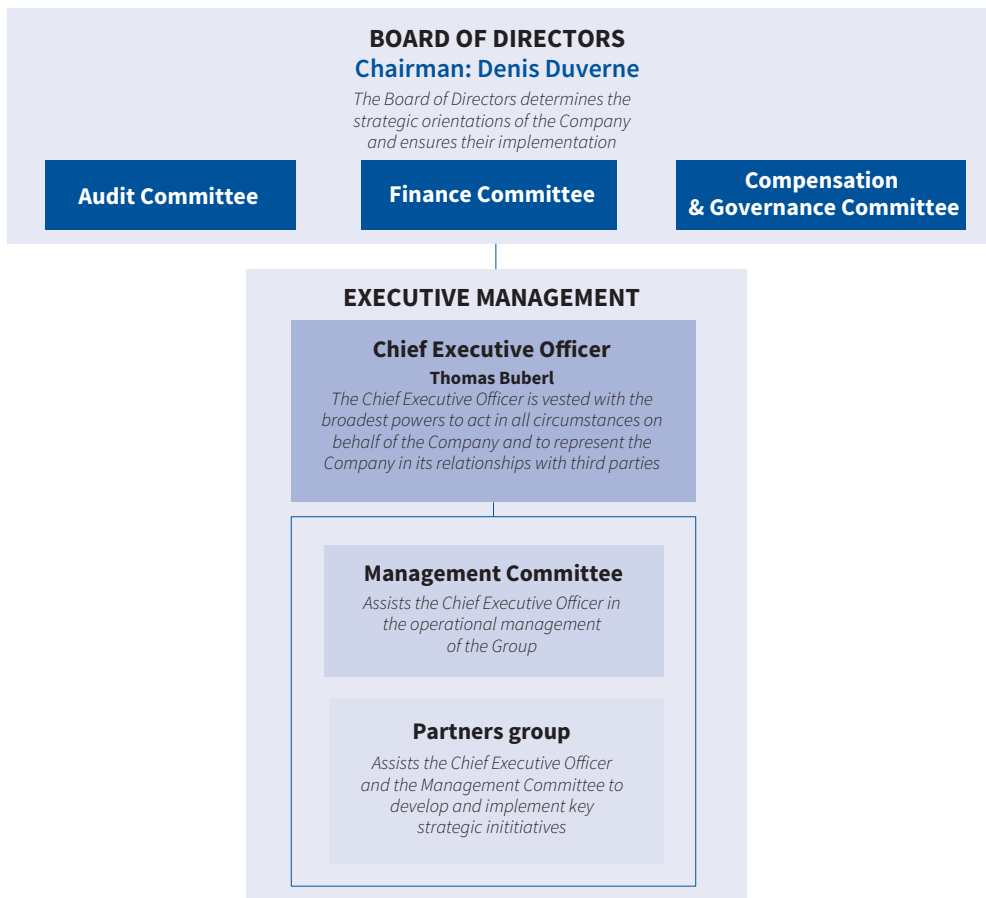 BOARD OF DIRECTORS
Chairman: Denis Duverne
The Board of Directors determines the
strategic orientations of the Company
and ensures their implementation
Audit Committee
Finance Committee
Compensation
& Governance Committee
EXECUTIVE MANAGEMENT
Chief Executive Officer
Thomas Buberl
The Chief Executive Officer is vested with the
broadest powers to act in all circumstances on
behalf of the Company and to represent the
Company in its relationships with third parties
Management Committee
Assists the Chief Executive Officer in
the operational management
of the Group
Partners group
Assists the Chief Executive Officer
and the Management Committee to
develop and implement key
strategic inititiatives